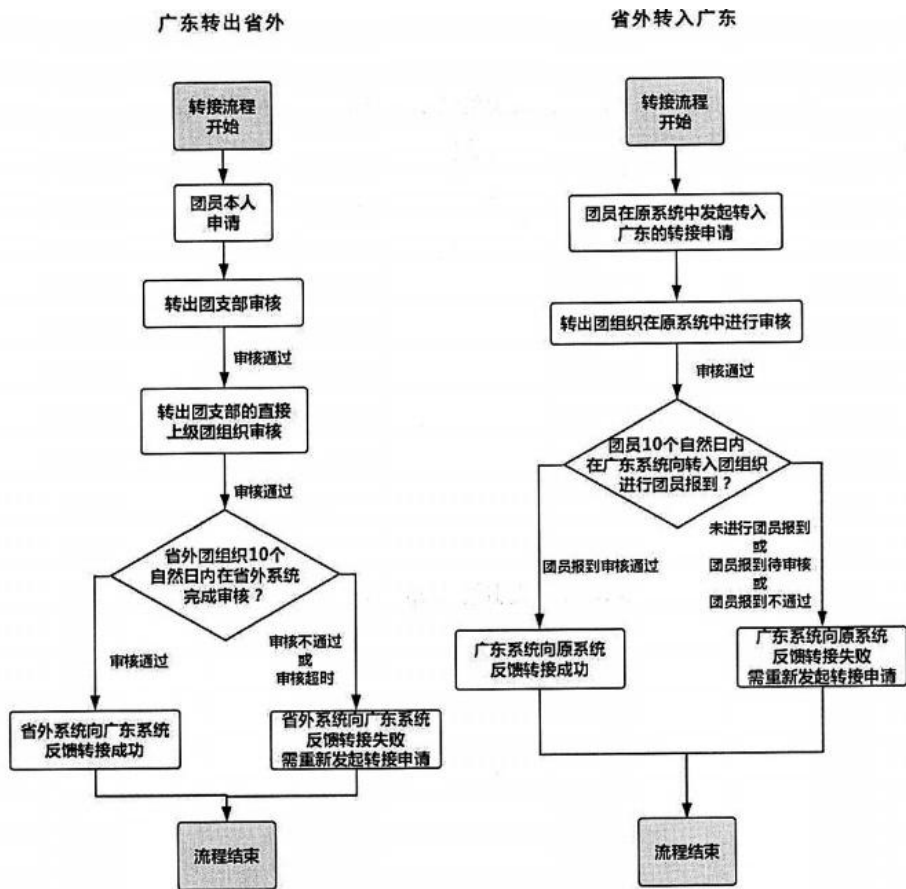 广东转出省外
转接流程
开始
团员本人
申请
转出团支部审核
审核通过
转出团支部的直接
上级团组织审核
审核通过
省外团组织10个
自然日内在省外系统
完成审核？
审核通过
审核不通过
或
审核超时
省外系统向广东系统
反馈转接成功
省外系统向广东系统
反馈转接失败
需重新发起转接申请
流程结束
省外转入广东
转接流程
开始
团员在原系统中发起转入
广东的转接申请
转出团组织在原系统中进行审核
审核通过
团员10个自然日内
在广东系统向转入团组织
进行团员报到？
团员报到审核通过
未进行团员报到
或
团员报到待审核
或
团员报到不通过
广东系统向原系统
反馈转接成功
广东系统向原系统
反馈转接失败
需重新发起转接申请
流程结束